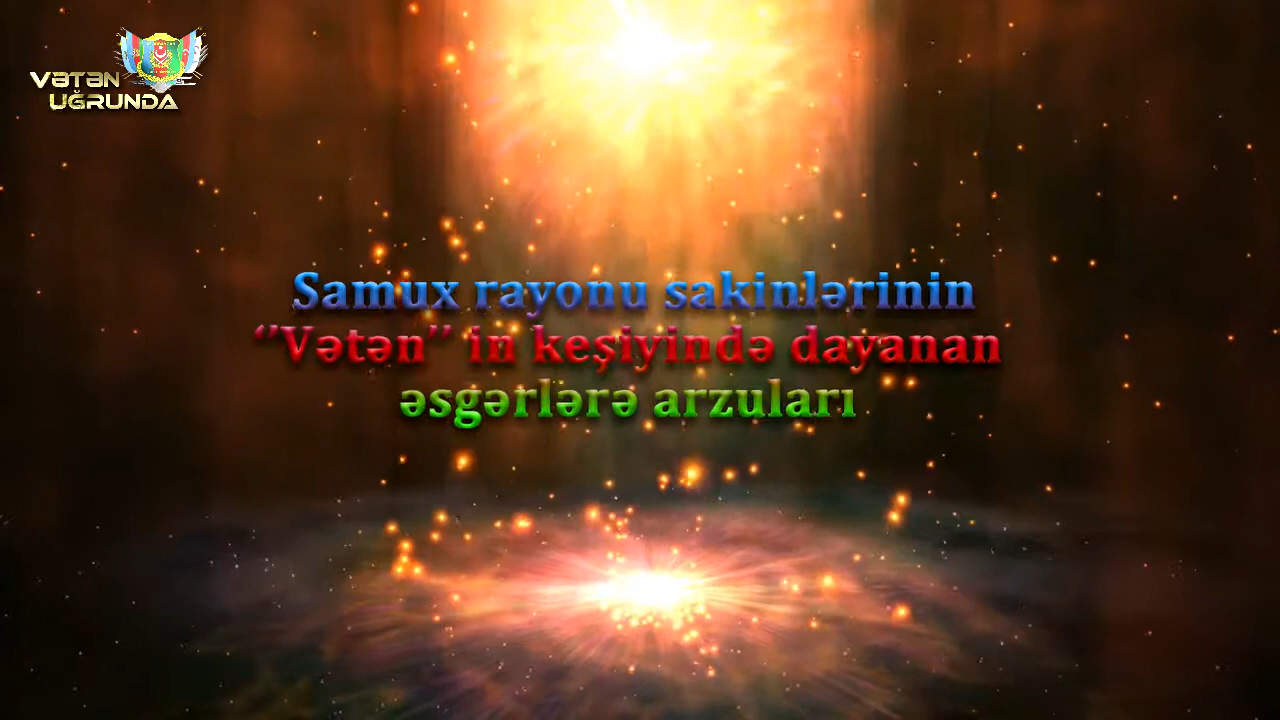 VƏTƏN
UĞRUNDA
Samux rayonu sakinlərinin
‘’Vətən’’ in keşiyində dayanan
əsgərlərə arzuları